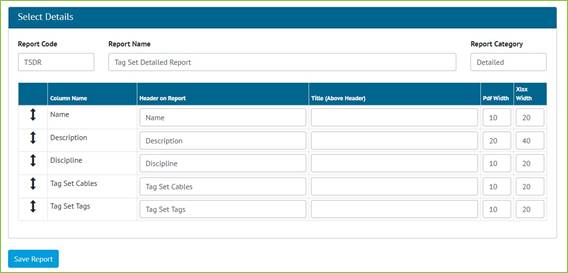 Select Details
Report Code Report Name Report Category
TSDR Tag Set Detailed Report Detailed
Column Name Header on Report Title (Above Header) Pdf Width Xlsx Width
Name Name 10 20
Description Description 20 40
Discipline Discipline 10 20
Tag Set Cables Tag Set Cables 10 20
Tag Set Tags Tag Set Tags 10 20
Save Report